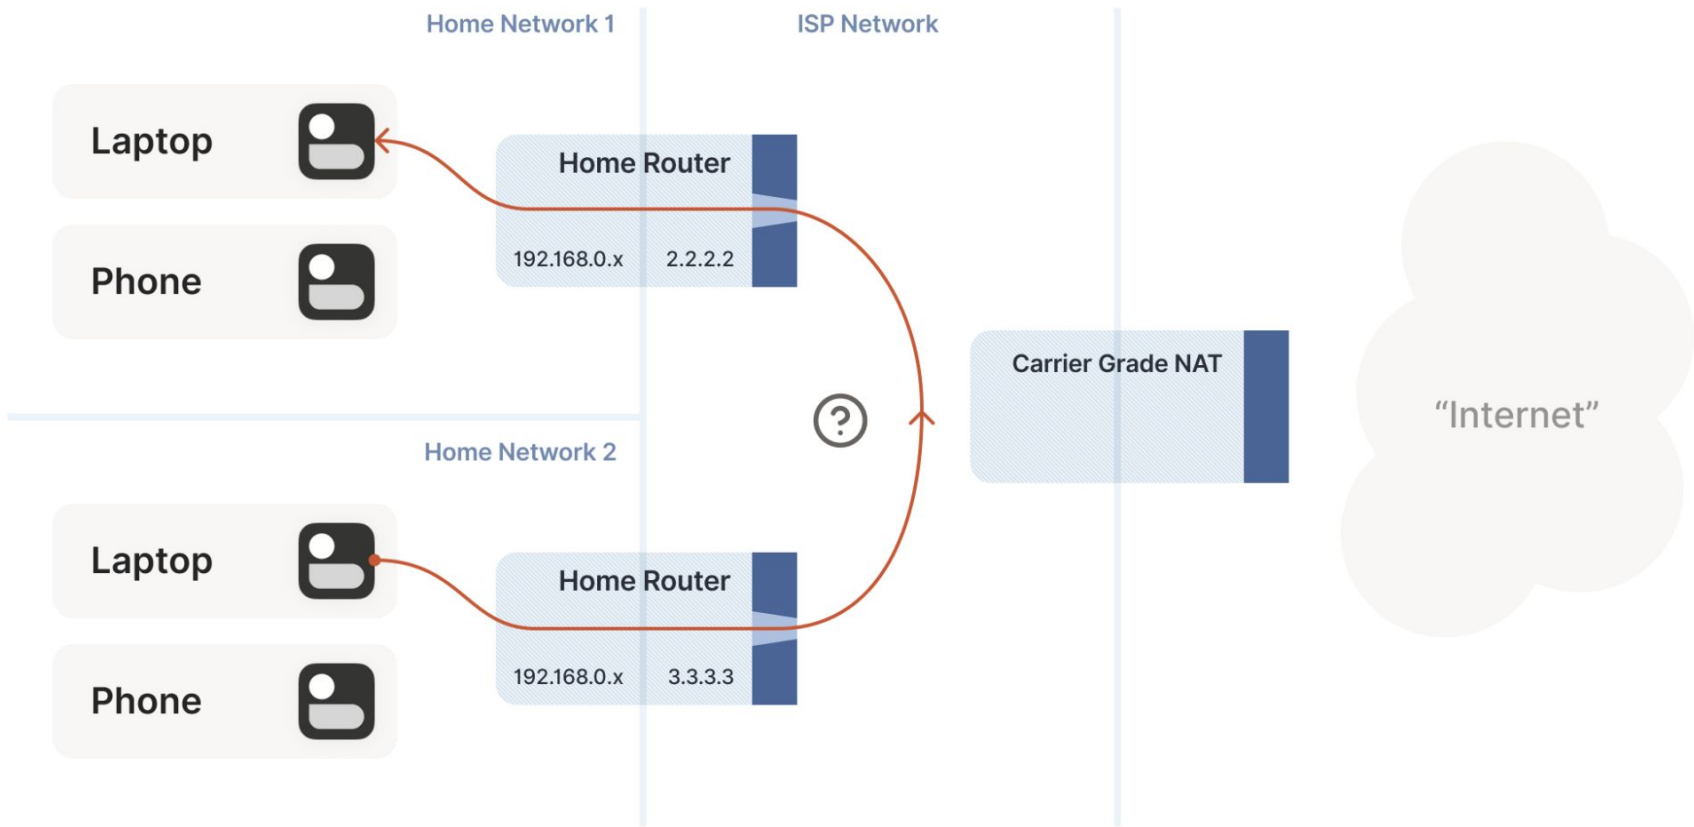 Home Network 1
ISP Network
Laptop
Home Router
192.168.0.x
2.2.2.2
Phone
Carrier Grade NAT
“Internet”
?
Home Network 2
Laptop
Home Router
192.168.0.x
3.3.3.3
Phone